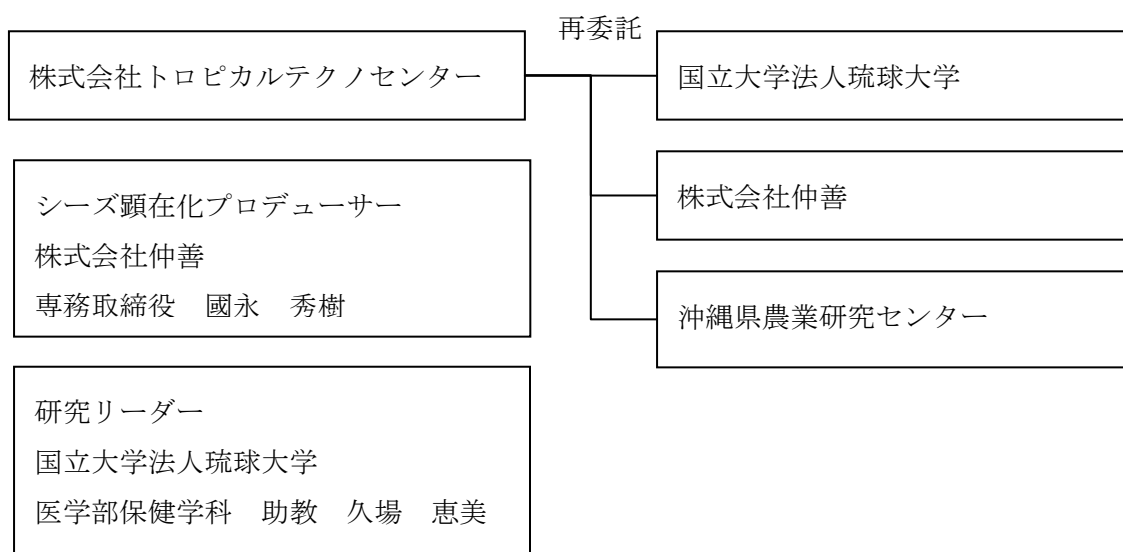 再委託
株式会社トロピカルテクノセンター
国立大学法人琉球大学
株式会社仲善
沖縄県農業研究センター
シーズ顕在化プロデューサー
株式会社仲善
専務取締役　國永　秀樹
研究リーダー
国立大学法人琉球大学
医学部保健学科　助教　久場　恵美